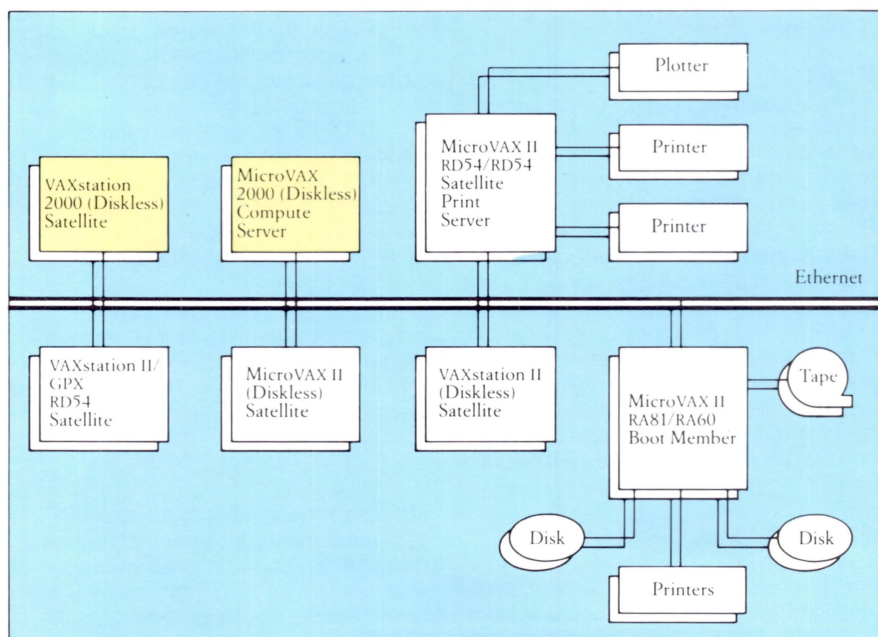 Plotter
MicroVAX II
RD54/RD54
Satellite
Print
Server
Printer
Printer
VAXstation
2000 (Diskless)
Satellite
MicroVAX
2000 (Diskless)
Compute
Server
Ethernet
VAXstation II/
GPX
RD54
Satellite
MicroVAX II
(Diskless)
Satellite
VAXstation II
(Diskless)
Satellite
MicroVAX II
RA81/RA60
Boot Member
Tape
Disk
Disk
Printers